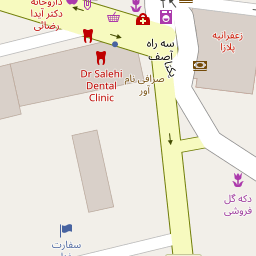 داروخانه
دکتر آیدا
رضائی
سه راه
آصف
زعفرانیه
پلازا
Dr Salehi
Dental
Clinic
صرافی نام
آور
دکه گل
فروشی
سفارت